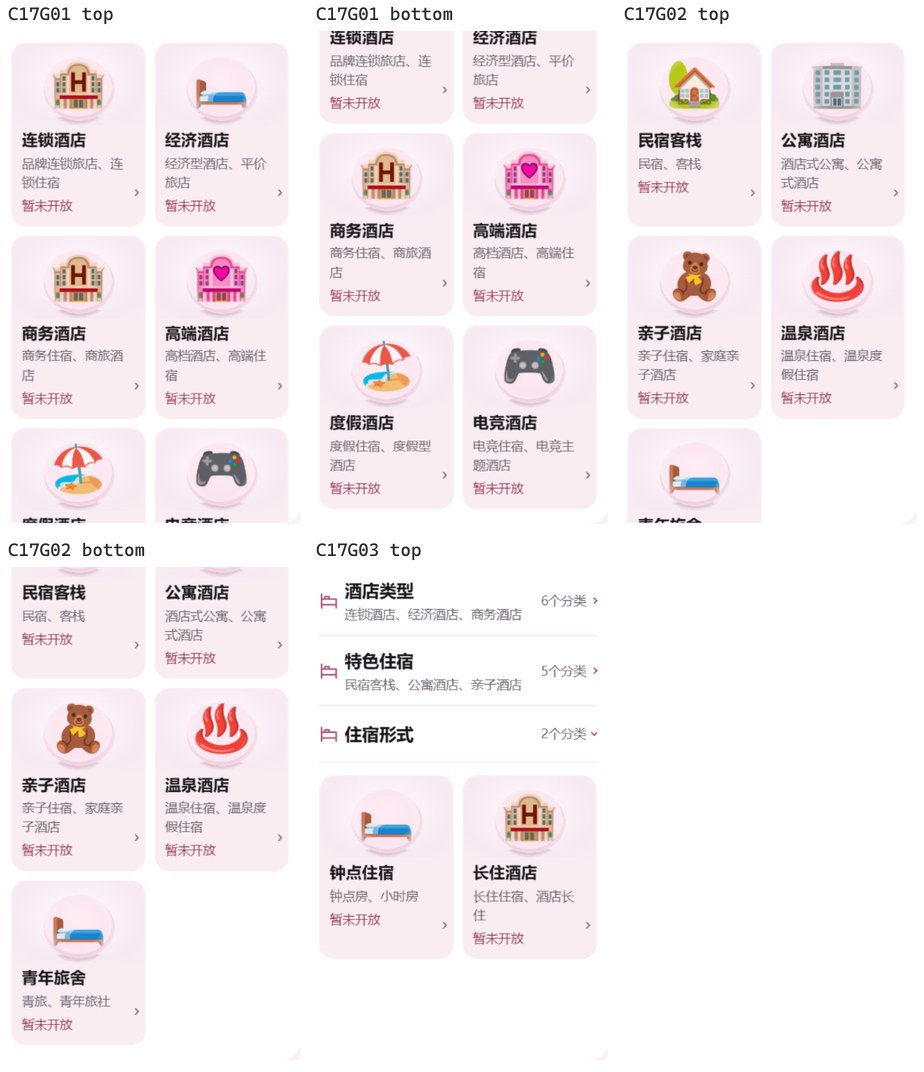 C17G01 top
连锁酒店
品牌连锁旅店、连
锁住宿
暂未开放
经济酒店
经济型酒店、平价
旅店
暂未开放
商务酒店
商务住宿、商旅酒
店
暂未开放
高端酒店
高档酒店、高端住
宿
暂未开放
度假酒店
电竞酒店
C17G01 bottom
连锁酒店
品牌连锁旅店、连
锁住宿
暂未开放
经济酒店
经济型酒店、平价
旅店
暂未开放
H
商务酒店
商务住宿、商旅酒
店
暂未开放
高端酒店
高档酒店、高端住
宿
暂未开放
度假酒店
度假住宿、度假型
酒店
暂未开放
电竞酒店
电竞住宿、电竞主
题酒店
暂未开放
C17G02 top
民宿客栈
民宿、客栈
暂未开放
公寓酒店
酒店式公寓、公寓
式酒店
暂未开放
亲子酒店
亲子住宿、家庭亲
子酒店
暂未开放
温泉酒店
温泉住宿、温泉度
假住宿
暂未开放
青年旅舍
C17G02 bottom
民宿客栈
民宿、客栈
暂未开放
公寓酒店
酒店式公寓、公寓
式酒店
暂未开放
亲子酒店
亲子住宿、家庭亲
子酒店
暂未开放
温泉酒店
温泉住宿、温泉度
假住宿
暂未开放
青年旅舍
青旅、青年旅社
暂未开放
C17G03 top
酒店类型
连锁酒店、经济酒店、商务酒店
6个分类
特色住宿
民宿客栈、公寓酒店、亲子酒店
5个分类
住宿形式
2个分类
钟点住宿
钟点房、小时房
暂未开放
H
长住酒店
长住住宿、酒店长
住
暂未开放